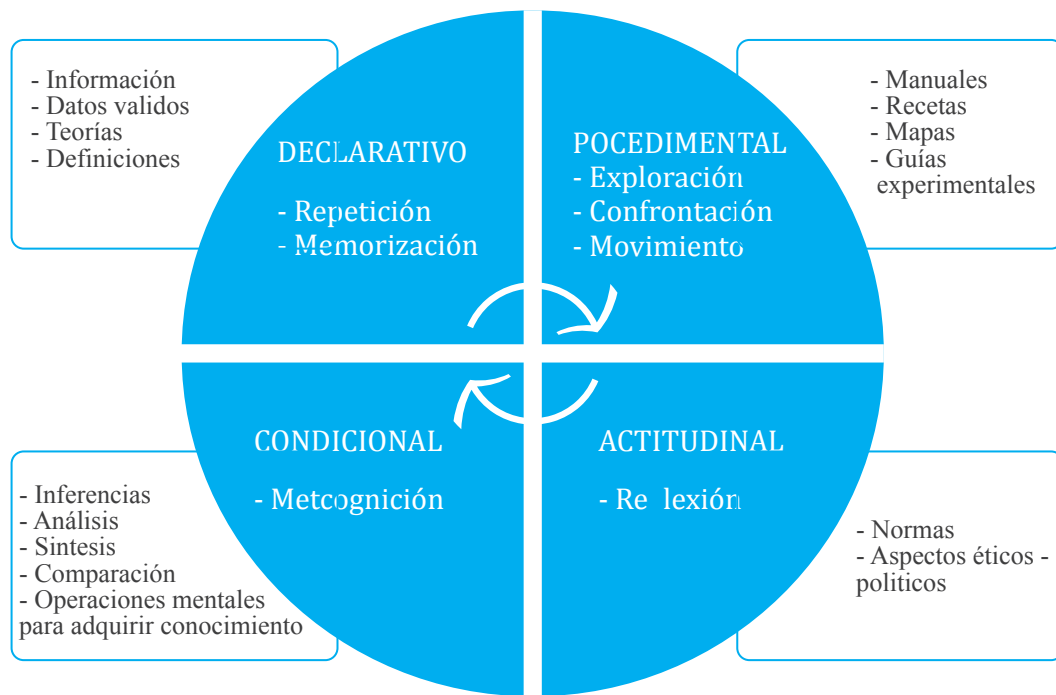 - Información
- Datos validos
- Teorías
- Definiciones
DECLARATIVO
- Repetición
- Memorización
POCEDIMENTAL
- Exploración
- Confrontación
- Movimiento
- Manuales
- Recetas
- Mapas
- Guías
experimentales
CONDICIONAL
- Metcognición
- Inferencias
- Análisis
- Sintesis
- Comparación
- Operaciones mentales
para adquirir conocimiento
ACTITUDINAL
- Re lexión
- Normas
- Aspectos éticos -
politicos